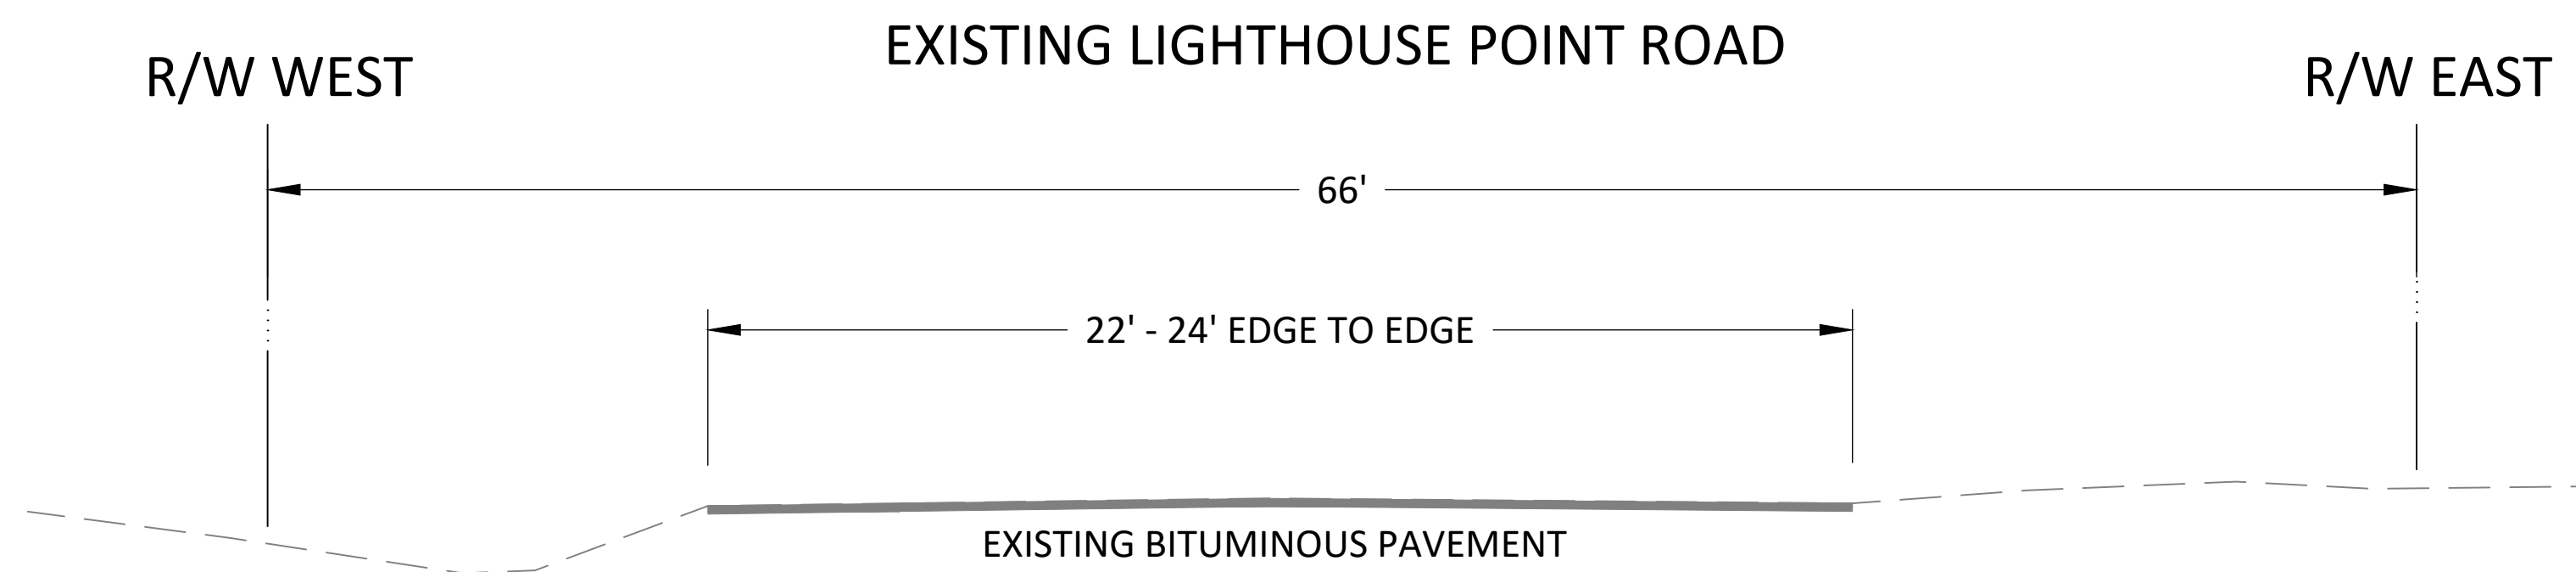 EXISTING LIGHTHOUSE POINT ROAD
R/W WEST
R/W EAST
66'
22' - 24' EDGE TO EDGE
EXISTING BITUMINOUS PAVEMENT